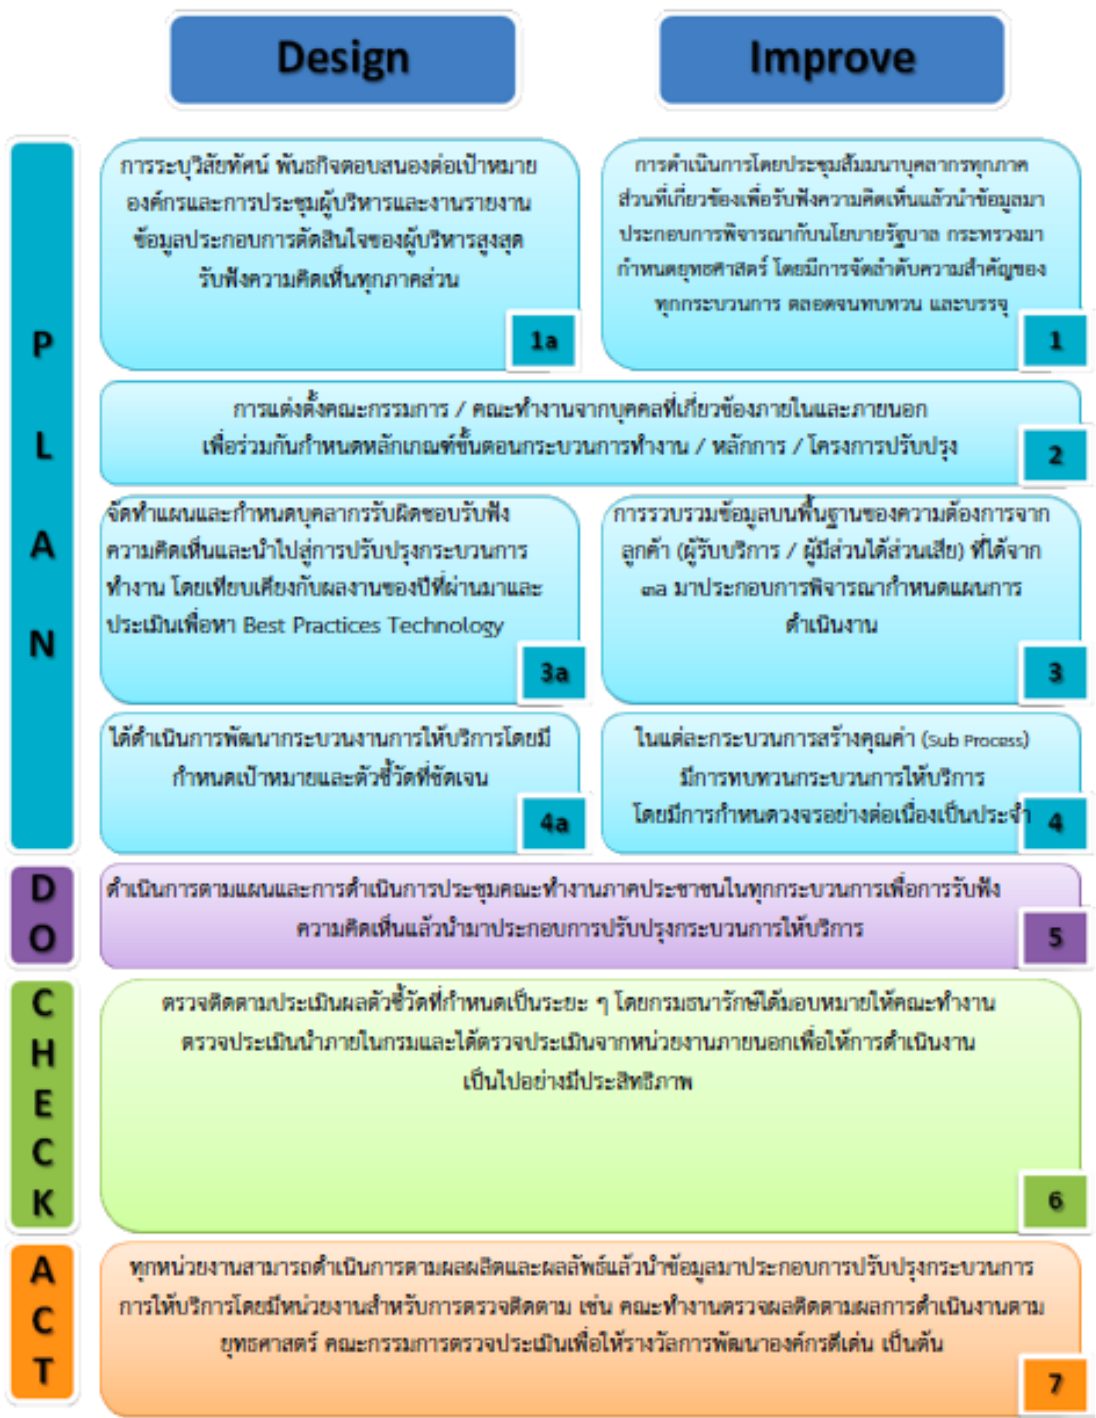 Design
Improve
PLAN
การระบุวิสัยทัศน์ พันธกิจตอบสนองต่อเป้าหมาย
องค์กรและการประชุมผู้บริหารและงานรายงาน
ข้อมูลประกอบการตัดสินใจของผู้บริหารสูงสุด
รับฟังความคิดเห็นทุกภาคส่วน
1a
การดำเนินการโดยประชุมสัมมนาบุคลากรทุกภาค
ส่วนที่เกี่ยวข้องเพื่อรับฟังความคิดเห็นแล้วนำข้อมูลมา
ประกอบการพิจารณากับนโยบายรัฐบาล กระทรวงมา
กำหนดยุทธศาสตร์ โดยมีการจัดลำดับความสำคัญของ
ทุกกระบวนการ ตลอดจนทบทวน และบรรจุ
1
การแต่งตั้งคณะกรรมการ / คณะทำงานจากบุคคลที่เกี่ยวข้องภายในและภายนอก
เพื่อร่วมกันกำหนดหลักเกณฑ์ขั้นตอนกระบวนการทำงาน / หลักการ / โครงการปรับปรุง
2
จัดทำแผนและกำหนดบุคลากรรับผิดชอบรับฟัง
ความคิดเห็นและนำไปสู่การปรับปรุงกระบวนการ
ทำงาน โดยเทียบเคียงกับผลงานของปีที่ผ่านมาและ
ประเมินเพื่อหา Best Practices Technology
3a
การรวบรวมข้อมูลบนพื้นฐานของความต้องการจาก
ลูกค้า (ผู้รับบริการ / ผู้มีส่วนได้ส่วนเสีย) ที่ได้จาก
๓a มาประกอบการพิจารณากำหนดแผนการ
ดำเนินงาน
3
ได้ดำเนินการพัฒนากระบวนงานการให้บริการโดยมี
กำหนดเป้าหมายและตัวชี้วัดที่ชัดเจน
4a
ในแต่ละกระบวนการสร้างคุณค่า (Sub Process)
มีการทบทวนกระบวนการให้บริการ
โดยมีการกำหนดวงจรอย่างต่อเนื่องเป็นประจำ
4
DO
ดำเนินการตามแผนและการดำเนินการประชุมคณะทำงานภาคประชาชนในทุกกระบวนการเพื่อการรับฟัง
ความคิดเห็นแล้วนำมาประกอบการปรับปรุงกระบวนการให้บริการ
5
CHECK
ตรวจติดตามประเมินผลตัวชี้วัดที่กำหนดเป็นระยะ ๆ โดยกรมธนารักษ์ได้มอบหมายให้คณะทำงาน
ตรวจประเมินนำภายในกรมและได้ตรวจประเมินจากหน่วยงานภายนอกเพื่อให้การดำเนินงาน
เป็นไปอย่างมีประสิทธิภาพ
6
ACT
ทุกหน่วยงานสามารถดำเนินการตามผลผลิตและผลลัพธ์แล้วนำข้อมูลมาประกอบการปรับปรุงกระบวนการ
การให้บริการโดยมีหน่วยงานสำหรับการตรวจติดตาม เช่น คณะทำงานตรวจผลติดตามผลการดำเนินงานตาม
ยุทธศาสตร์ คณะกรรมการตรวจประเมินเพื่อให้รางวัลการพัฒนาองค์กรดีเด่น เป็นต้น
7